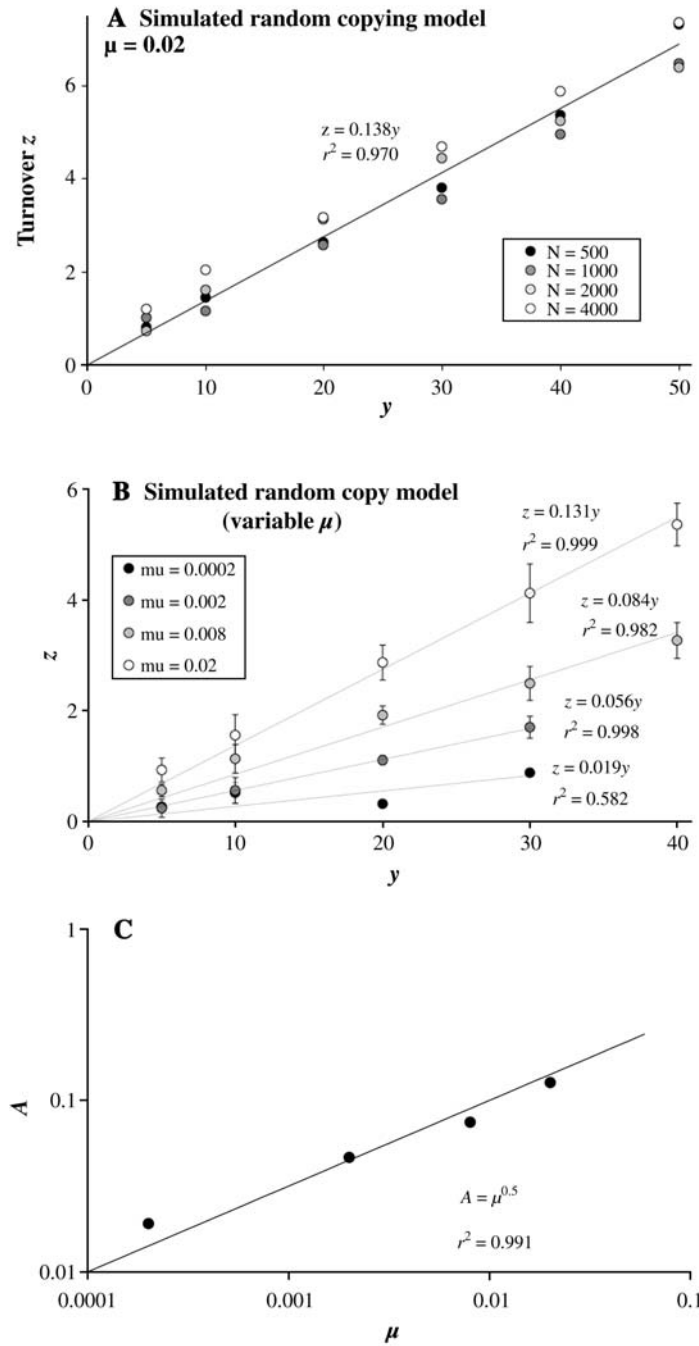 A Simulated random copying model
μ = 0.02
Turnover z
6
4
2
0
z = 0.138y
r² = 0.970
N = 500
N = 1000
N = 2000
N = 4000
0 10 20 30 40 50
y
B Simulated random copy model
(variable μ)
z
6
4
2
0
mu = 0.0002
mu = 0.002
mu = 0.008
mu = 0.02
z = 0.131y
r² = 0.999
z = 0.084y
r² = 0.982
z = 0.056y
r² = 0.998
z = 0.019y
r² = 0.582
0 10 20 30 40
y
C
A
1
0.1
0.01
A = μ⁰·⁵
r² = 0.991
0.0001 0.001 0.01 0.1
μ